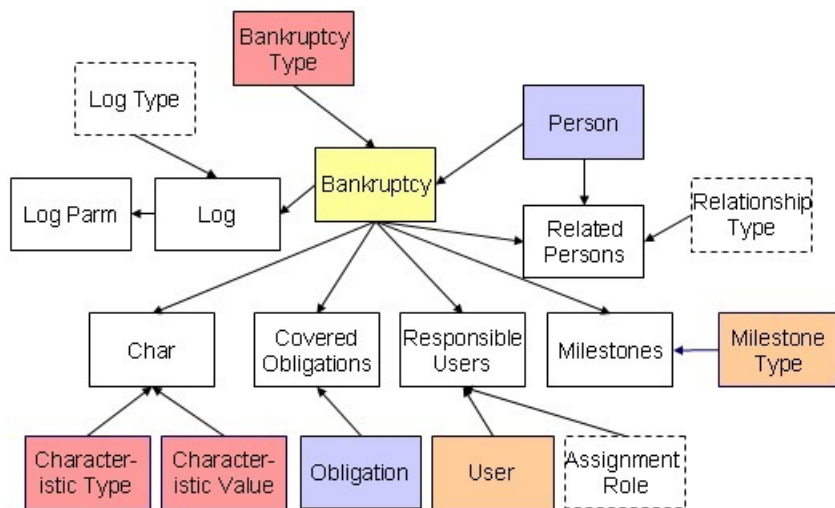 Bankruptcy
Type
Log Type
Person
Bankruptcy
Log Parm
Log
Related
Persons
Relationship
Type
Char
Covered
Obligations
Responsible
Users
Milestones
Milestone
Type
Character-
istic Type
Character-
istic Value
Obligation
User
Assignment
Role